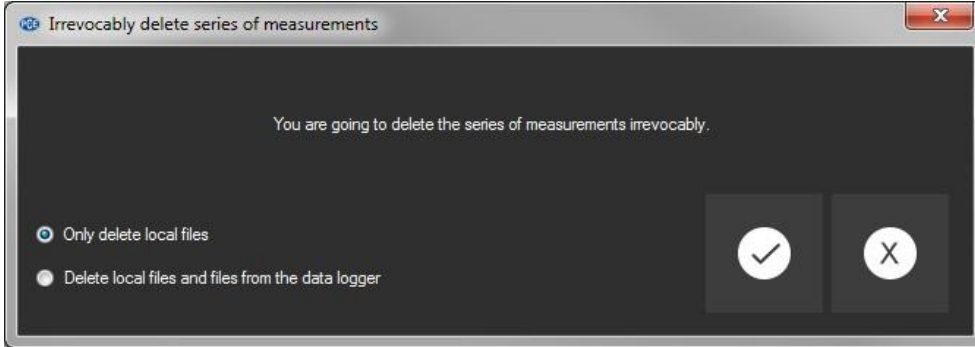 PCE Irrevocably delete series of measurements
You are going to delete the series of measurements irrevocably.
Only delete local files
Delete local files and files from the data logger
X